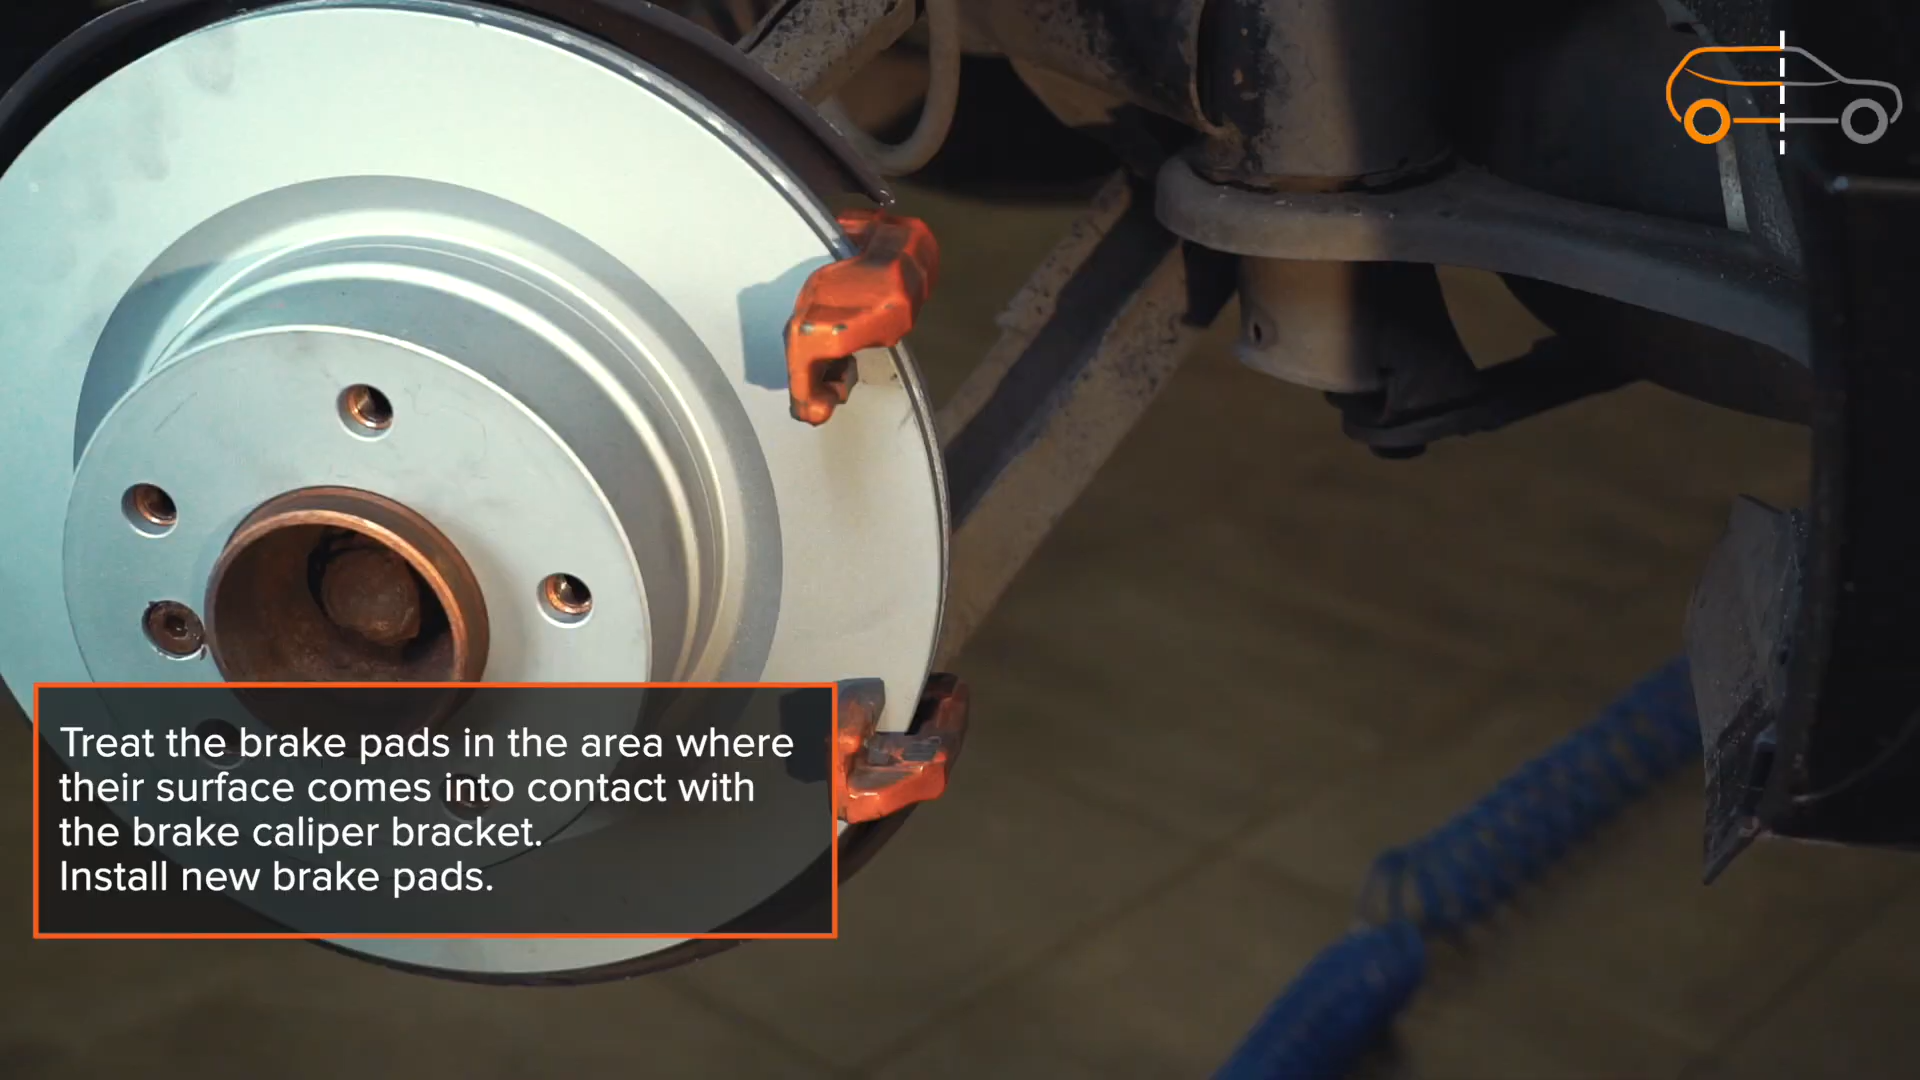 Treat the brake pads in the area where
their surface comes into contact with
the brake caliper bracket.
Install new brake pads.